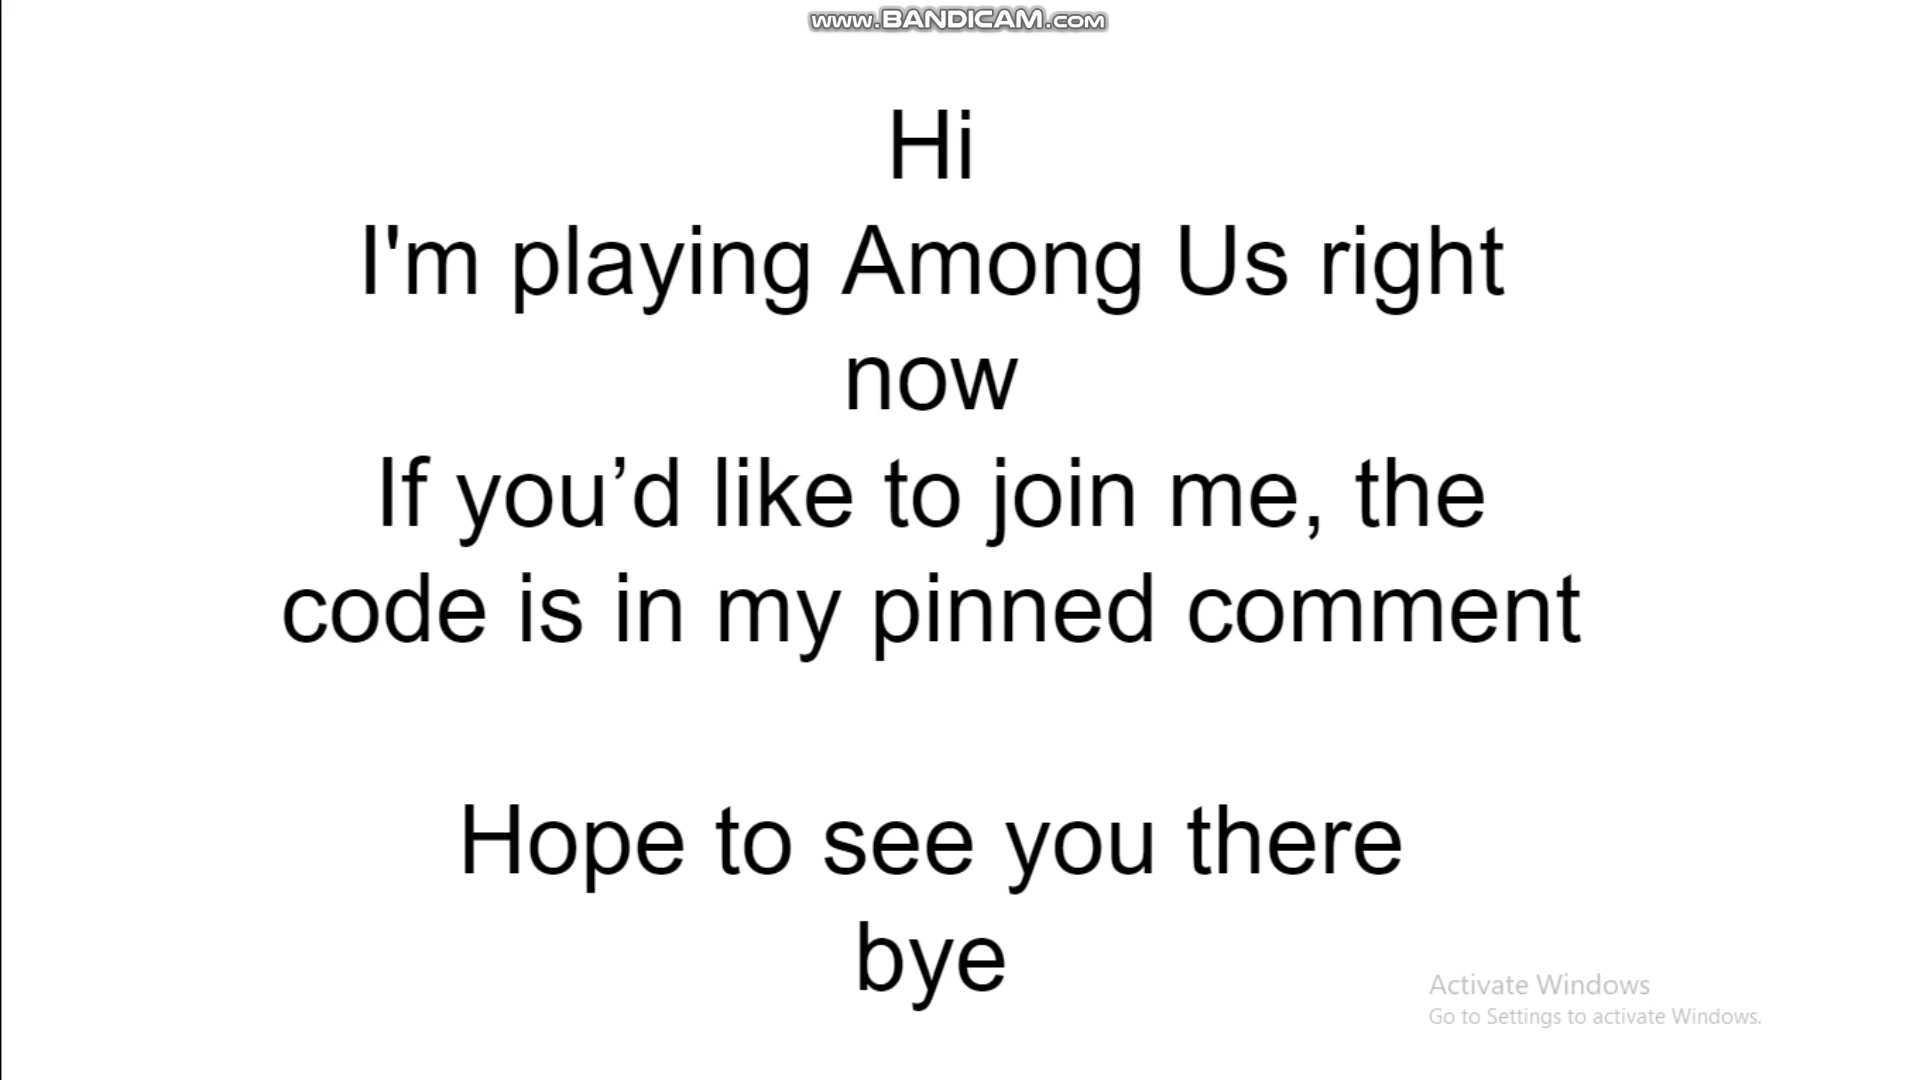 www.BANDICAM.com
Hi
I'm playing Among Us right
now
If you’d like to join me, the
code is in my pinned comment
Hope to see you there
bye
Activate Windows
Go to Settings to activate Windows.